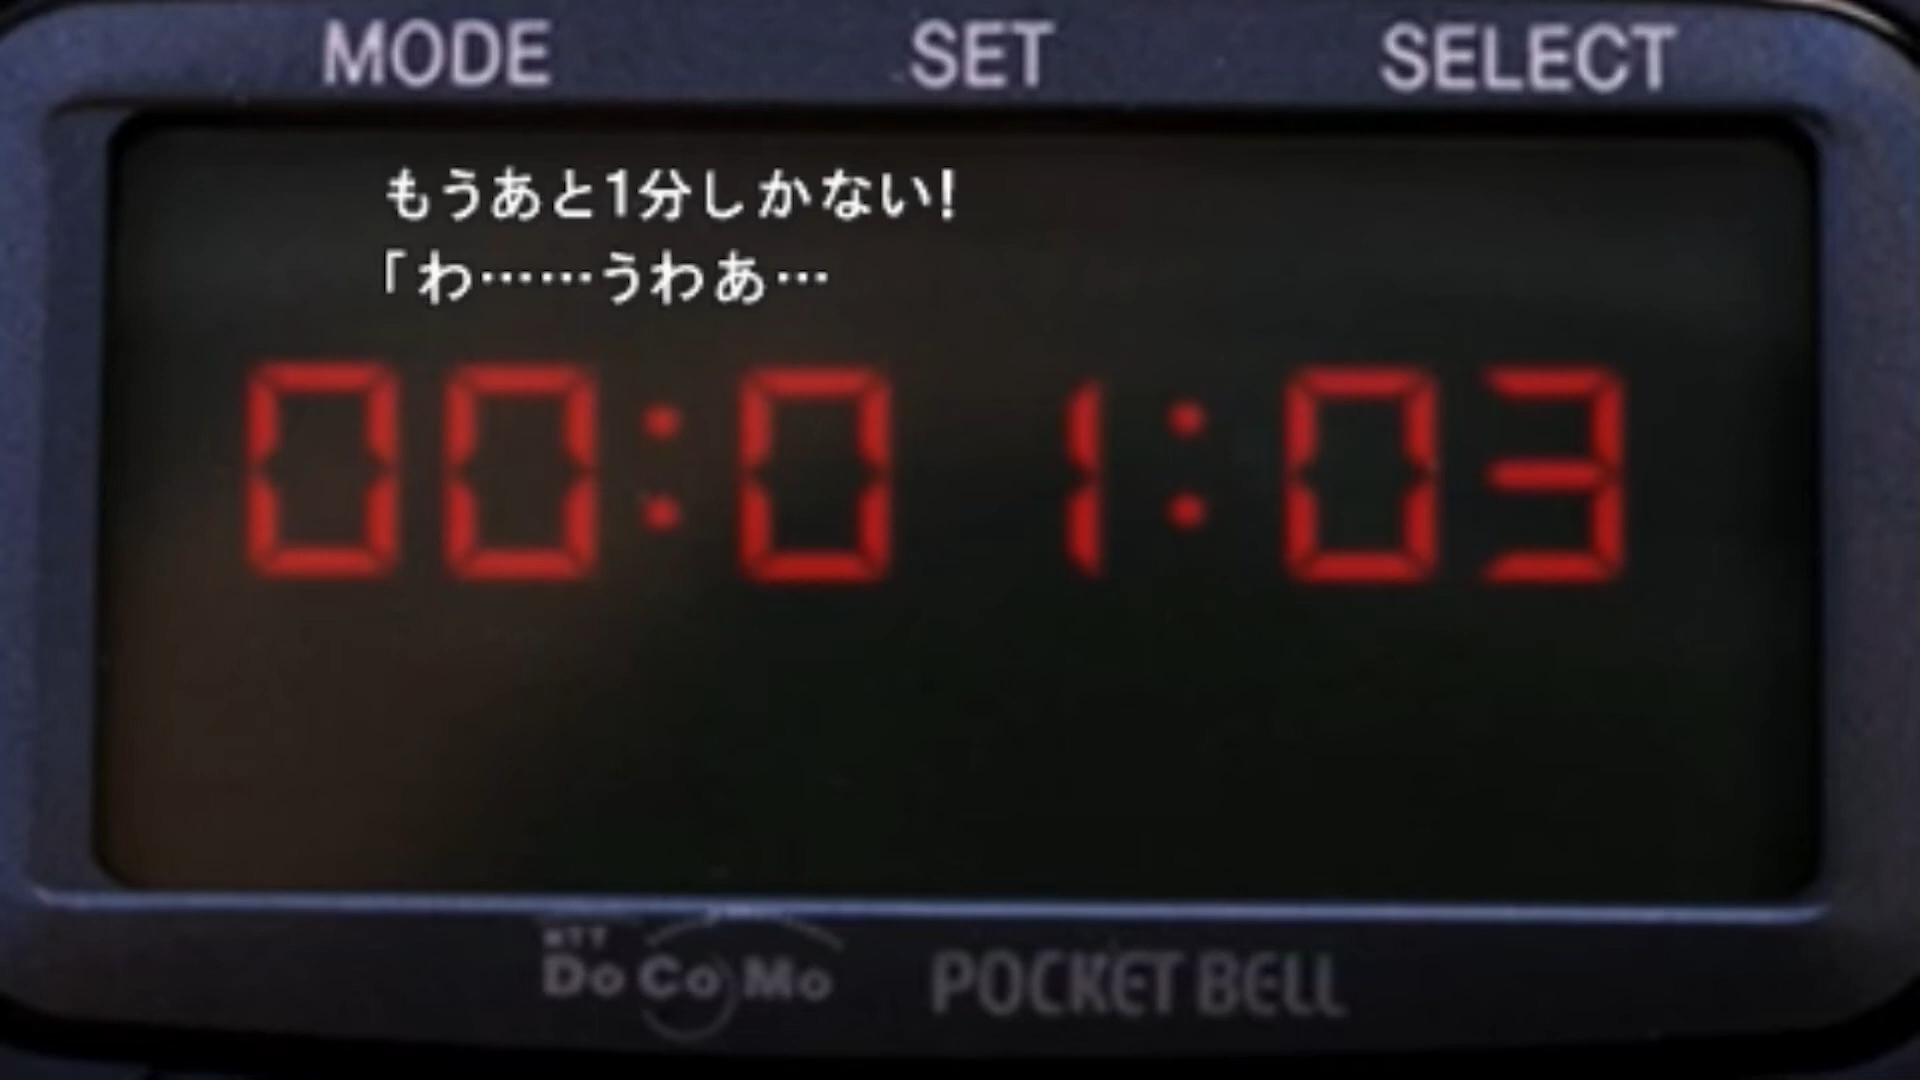 MODE SET SELECT
もうあと1分しかない!
「わ……うわあ…
00:01:03
NTT
DoCoMo POCKET BELL